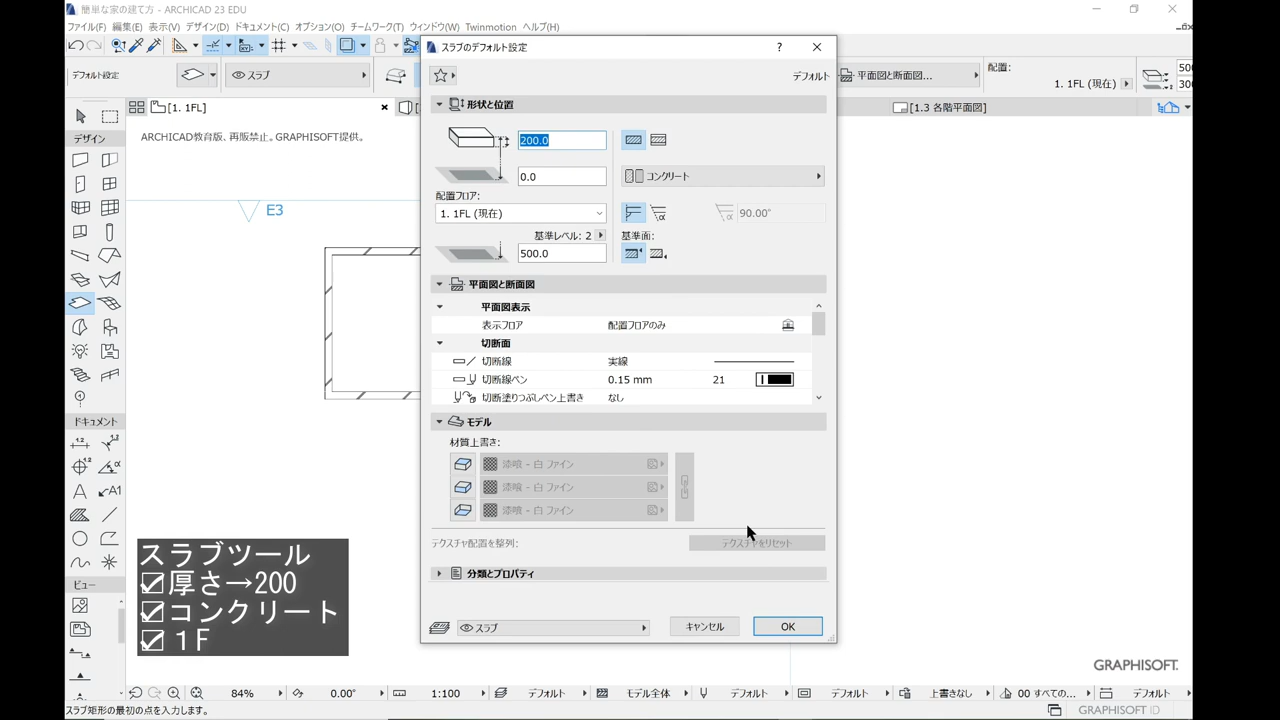 簡単な家の建て方 - ARCHICAD 23 EDU
ファイル(F) 編集(E) 表示(V) デザイン(D) ドキュメント(C) オプション(O) チームワーク(T) ウィンドウ(W) Twinmotion ヘルプ(H)
スラブのデフォルト設定
?
デフォルト設定
スラブ
デフォルト
平面図と断面図...
配置:
1. 1FL (現在)
500
300
[1. 1FL]
[1.3 各階平面図]
デザイン
ARCHICAD教育版、再販禁止。GRAPHISOFT提供。
E3
形状と位置
200.0
0.0
コンクリート
配置フロア:
1. 1FL (現在)
90.00°
基準レベル: 2
基準面:
500.0
平面図と断面図
平面図表示
表示フロア
配置フロアのみ
切断面
切断線
実線
切断線ペン
0.15 mm
21
切断塗りつぶしペン上書き
なし
モデル
材質上書き:
漆喰 - 白 ファイン
漆喰 - 白 ファイン
漆喰 - 白 ファイン
テクスチャ配置を整列:
テクスチャをリセット
分類とプロパティ
スラブ
キャンセル
OK
ドキュメント
1.2
1.2
A1
ビュー
スラブツール
☑厚さ→200
☑コンクリート
☑１F
GRAPHISOFT.
84%
0.00°
1:100
デフォルト
モデル全体
デフォルト
デフォルト
上書きなし
00 すべての...
デフォルト
スラブ矩形の最初の点を入力します。
GRAPHISOFT ID